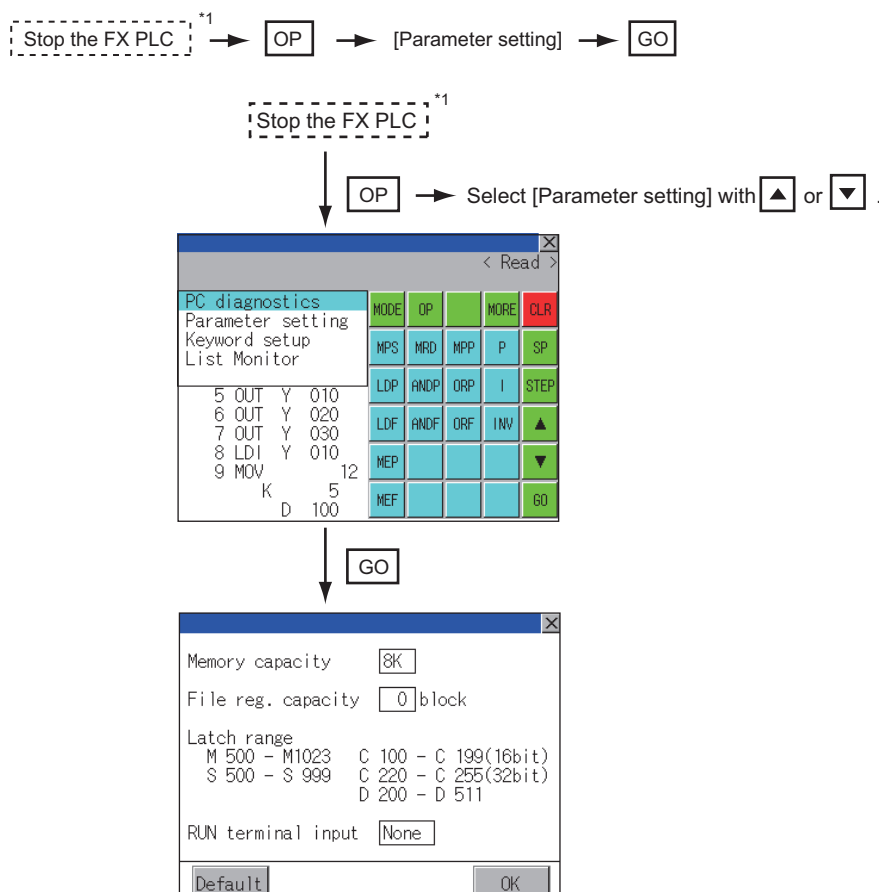 Stop the FX PLC *1 OP [Parameter setting] GO
Stop the FX PLC *1
OP Select [Parameter setting] with ▲ or ▼ .
< Read >
PC diagnostics
Parameter setting
Keyword setup
List Monitor
5 OUT Y 010
6 OUT Y 020
7 OUT Y 030
8 LDI Y 010
9 MOV 12
K 5
D 100
MODE OP MORE CLR
MPS MRD MPP P SP
LDP ANDP ORP I STEP
LDF ANDF ORF INV ▲
MEP ▼
MEF GO
GO
Memory capacity 8K
File reg. capacity 0 block
Latch range
M 500 – M1023 C 100 – C 199(16bit)
S 500 – S 999 C 220 – C 255(32bit)
D 200 – D 511
RUN terminal input None
Default OK